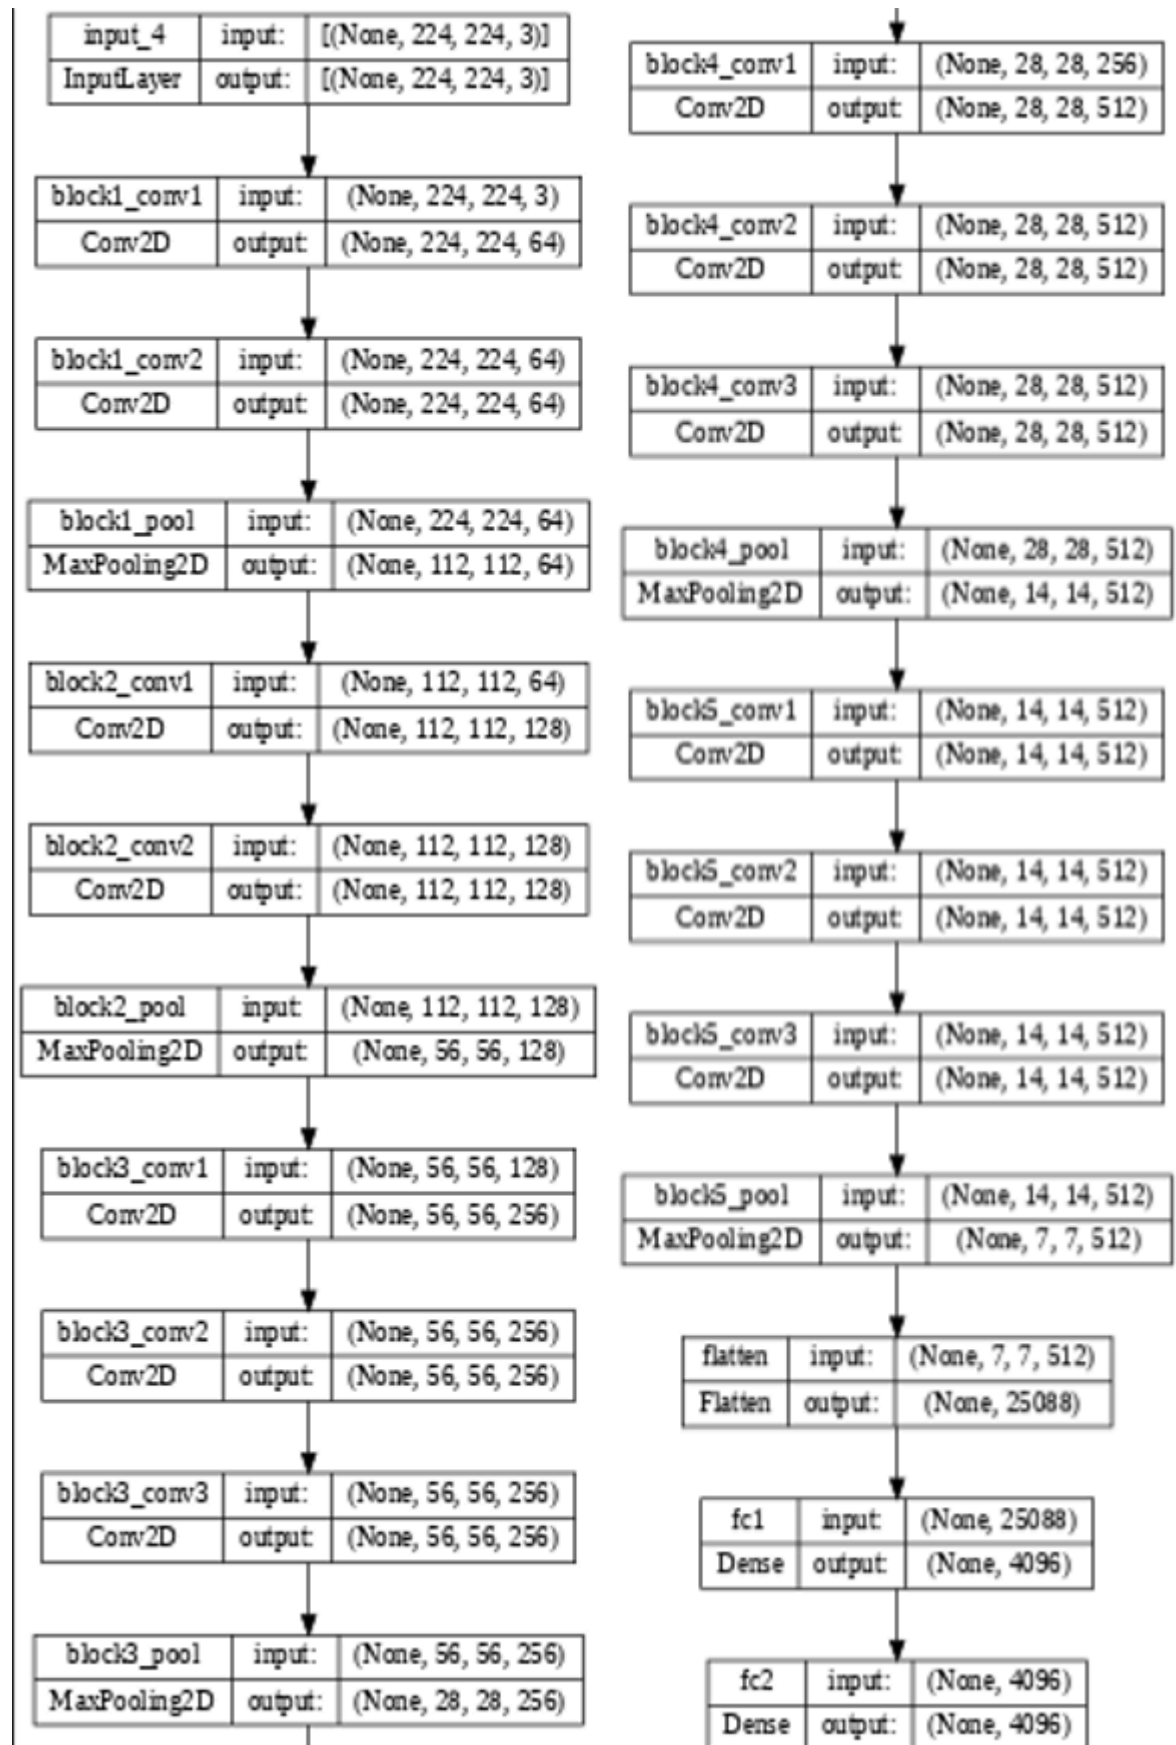 input_4 input: [(None, 224, 224, 3)]
InputLayer output: [(None, 224, 224, 3)]
block1_conv1 input: (None, 224, 224, 3)
Conv2D output: (None, 224, 224, 64)
block1_conv2 input: (None, 224, 224, 64)
Conv2D output: (None, 224, 224, 64)
block1_pool input: (None, 224, 224, 64)
MaxPooling2D output: (None, 112, 112, 64)
block2_conv1 input: (None, 112, 112, 64)
Conv2D output: (None, 112, 112, 128)
block2_conv2 input: (None, 112, 112, 128)
Conv2D output: (None, 112, 112, 128)
block2_pool input: (None, 112, 112, 128)
MaxPooling2D output: (None, 56, 56, 128)
block3_conv1 input: (None, 56, 56, 128)
Conv2D output: (None, 56, 56, 256)
block3_conv2 input: (None, 56, 56, 256)
Conv2D output: (None, 56, 56, 256)
block3_conv3 input: (None, 56, 56, 256)
Conv2D output: (None, 56, 56, 256)
block3_pool input: (None, 56, 56, 256)
MaxPooling2D output: (None, 28, 28, 256)
block4_conv1 input: (None, 28, 28, 256)
Conv2D output: (None, 28, 28, 512)
block4_conv2 input: (None, 28, 28, 512)
Conv2D output: (None, 28, 28, 512)
block4_conv3 input: (None, 28, 28, 512)
Conv2D output: (None, 28, 28, 512)
block4_pool input: (None, 28, 28, 512)
MaxPooling2D output: (None, 14, 14, 512)
block5_conv1 input: (None, 14, 14, 512)
Conv2D output: (None, 14, 14, 512)
block5_conv2 input: (None, 14, 14, 512)
Conv2D output: (None, 14, 14, 512)
block5_conv3 input: (None, 14, 14, 512)
Conv2D output: (None, 14, 14, 512)
block5_pool input: (None, 14, 14, 512)
MaxPooling2D output: (None, 7, 7, 512)
flatten input: (None, 7, 7, 512)
Flatten output: (None, 25088)
fc1 input: (None, 25088)
Dense output: (None, 4096)
fc2 input: (None, 4096)
Dense output: (None, 4096)